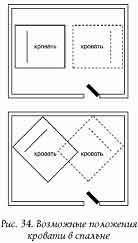 кровать кровать
кровать кровать
Рис. 34. Возможные положения
кровати в спальне